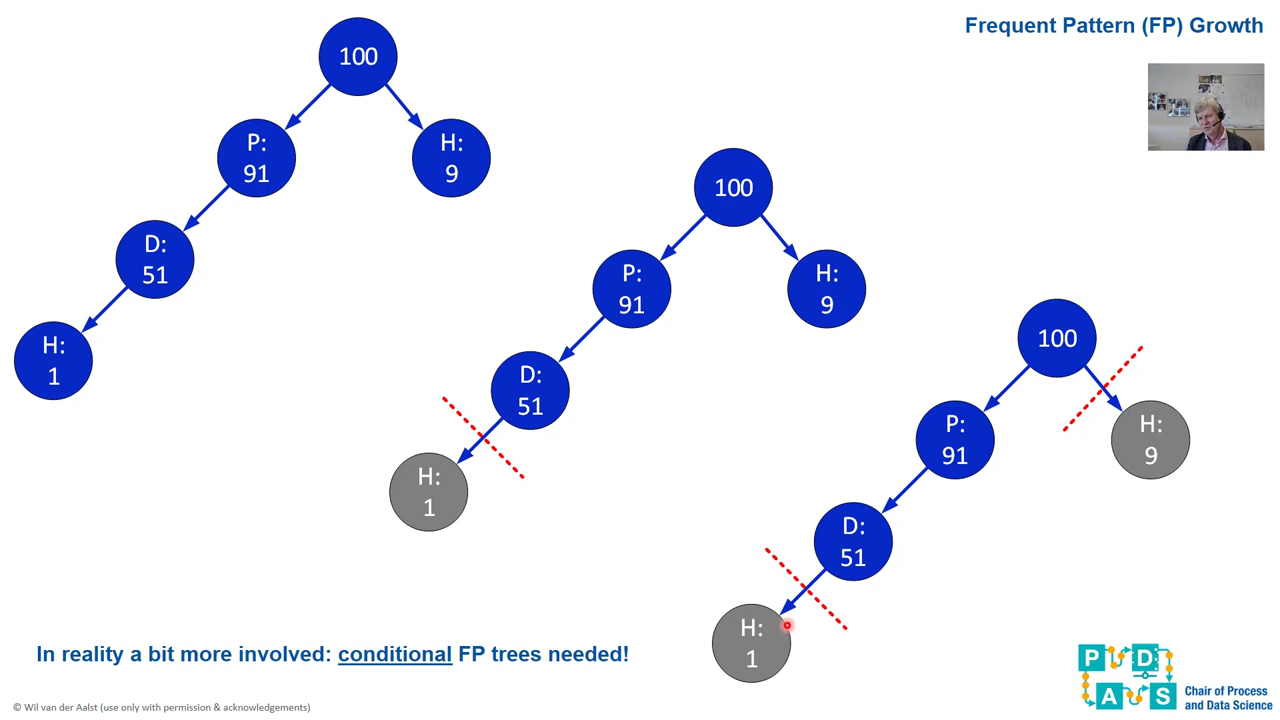 Frequent Pattern (FP) Growth
100
P:
91
H:
9
D:
51
H:
1
100
P:
91
H:
9
D:
51
H:
1
100
P:
91
H:
9
D:
51
H:
1
In reality a bit more involved: conditional FP trees needed!
P D
A S
Chair of Process
and Data Science
© Wil van der Aalst (use only with permission & acknowledgements)